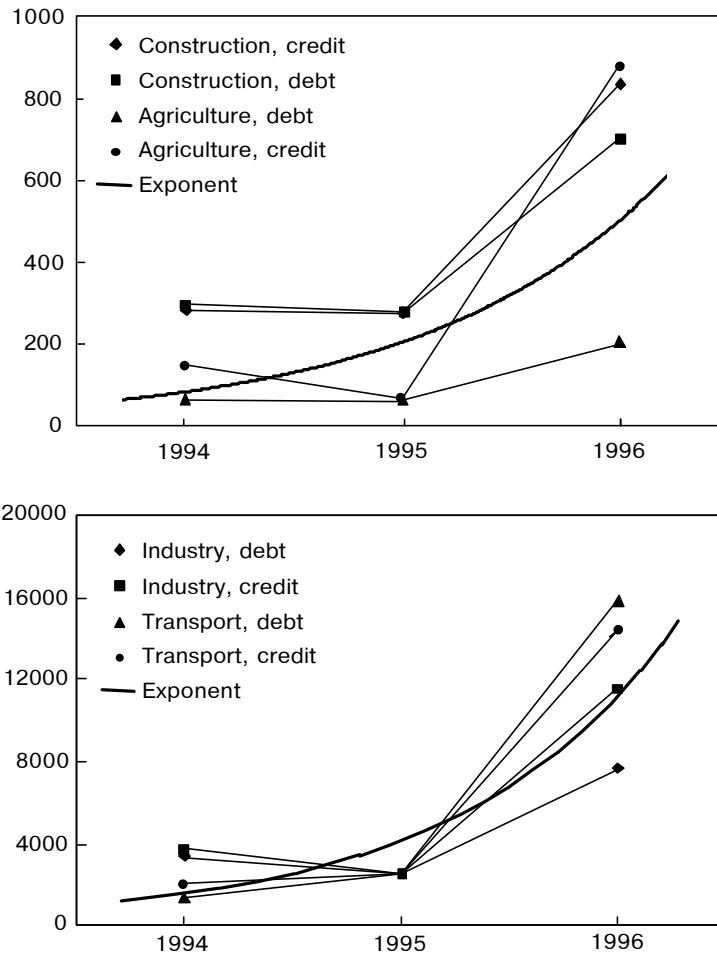 1000
Construction, credit
Construction, debt
800
Agriculture, debt
Agriculture, credit
600
Exponent
400
200
0
1994 1995 1996
20000
Industry, debt
Industry, credit
16000
Transport, debt
Transport, credit
12000
Exponent
8000
4000
0
1994 1995 1996